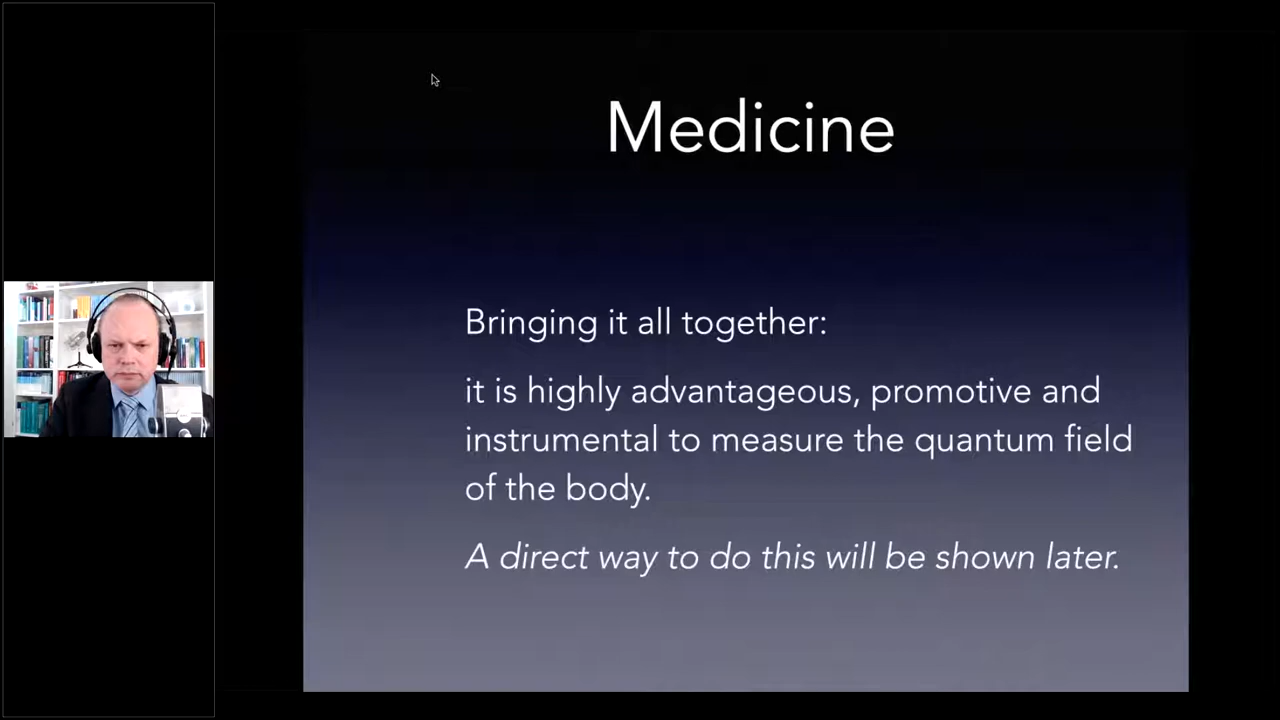 Medicine
Bringing it all together:
it is highly advantageous, promotive and
instrumental to measure the quantum field
of the body.
A direct way to do this will be shown later.